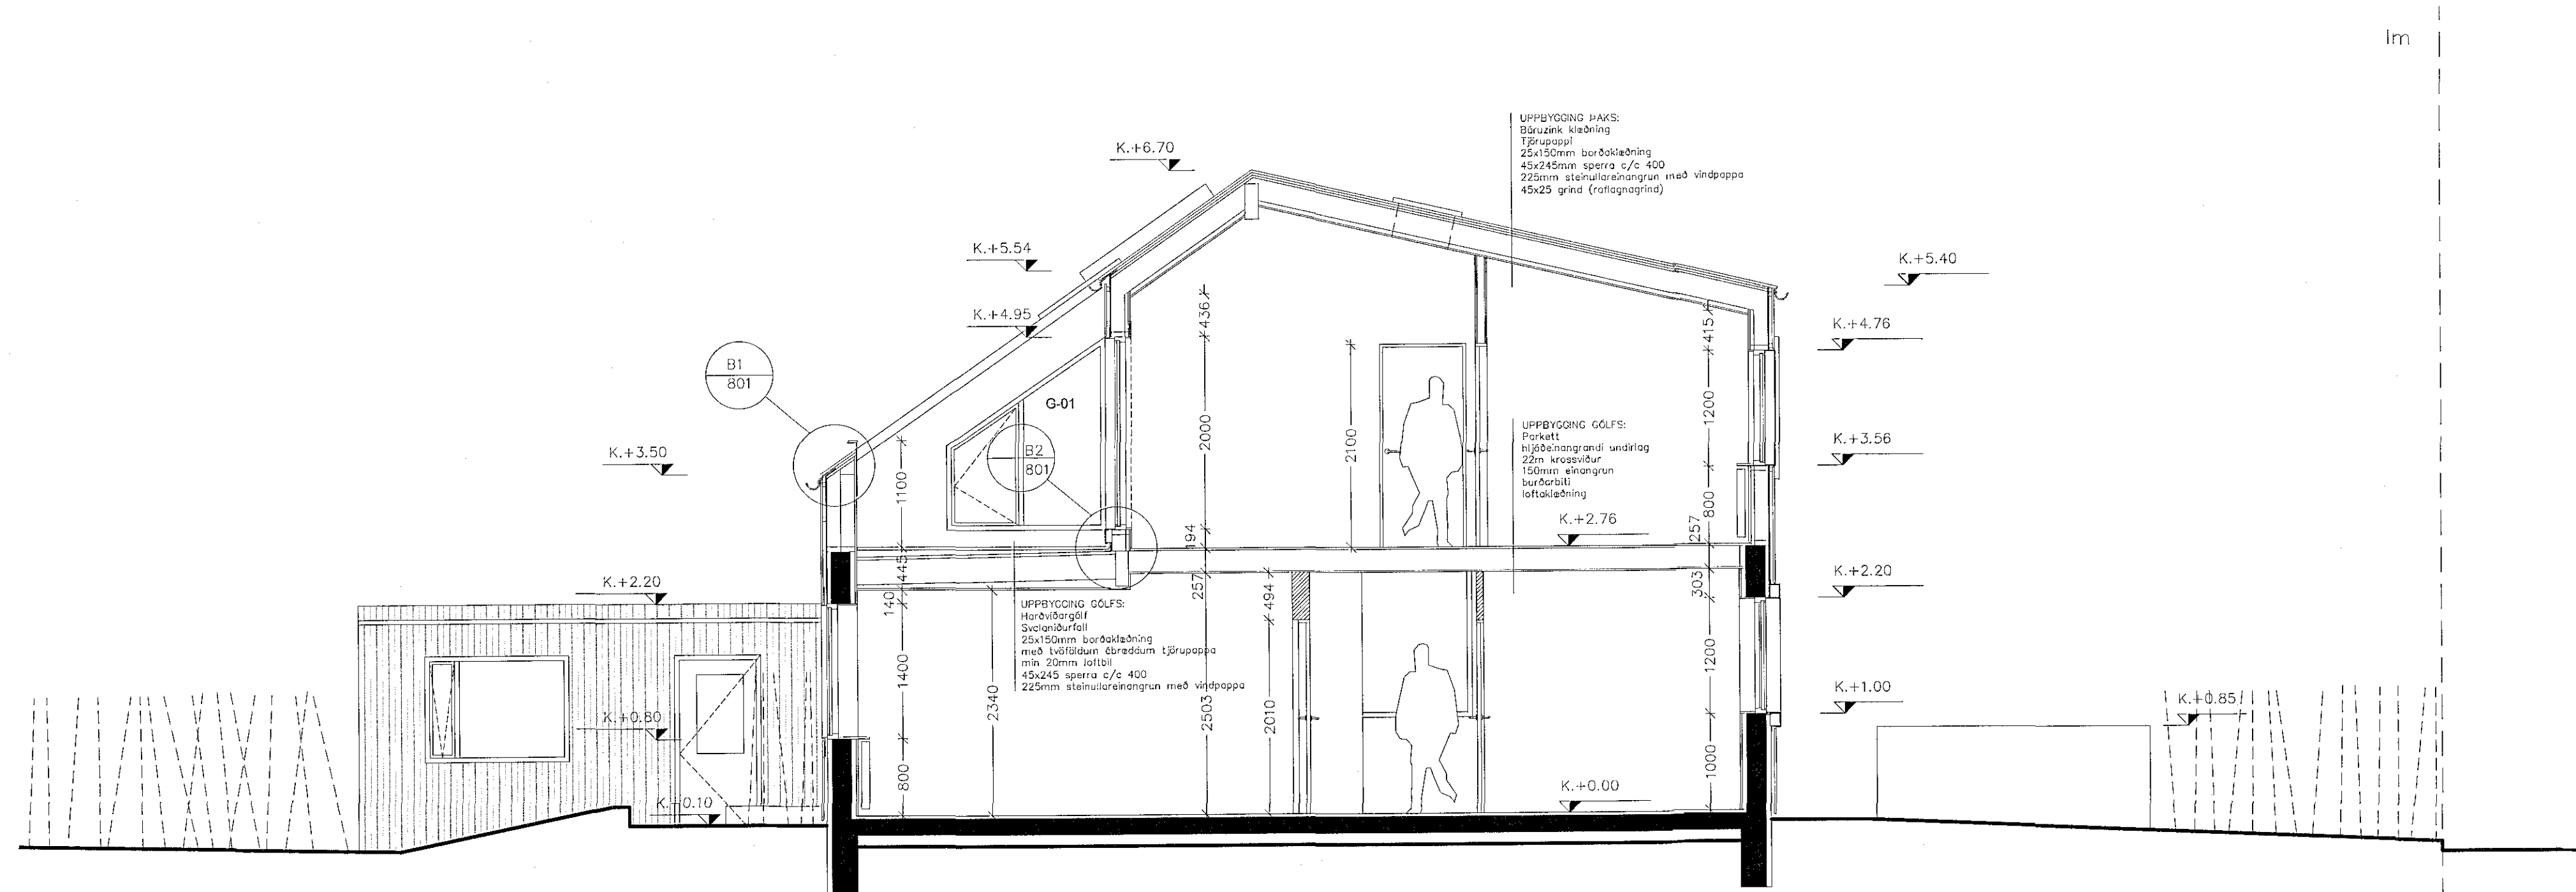 lm
UPPBYGGING ÞAKS:
Báruzink klæðning
Tjörupappi
25x150mm borðaklæðning
45x245mm sperra c/c 400
225mm steinullareinangrun með vindpappa
45x25 grind (raflagnagrind)
K.+6.70
K.+5.54
K.+5.40
K.+4.95
K.+4.76
436
415
B1
801
G-01
2000
2100
1200
UPPBYGGING GÓLFS:
Parkett
hljóðeinangrandi undirlag
22m krossviður
150mm einangrun
burðarbiti
loftaklæðning
K.+3.50
K.+3.56
B2
801
1100
800
K.+2.76
194
257
445
257
494
303
K.+2.20
K.+2.20
140
UPPBYGGING GÓLFS:
Harðviðargólf
Svalaniðurfall
25x150mm borðaklæðning
með tvöföldum ábræddum tjörupappa
min 20mm loftbil
45x245 sperra c/c 400
225mm steinullareinangrun með vindpappa
1400
2340
2503
2010
1200
K.+0.80
K.+1.00
K.+0.85
800
1000
K.+0.10
K.+0.00